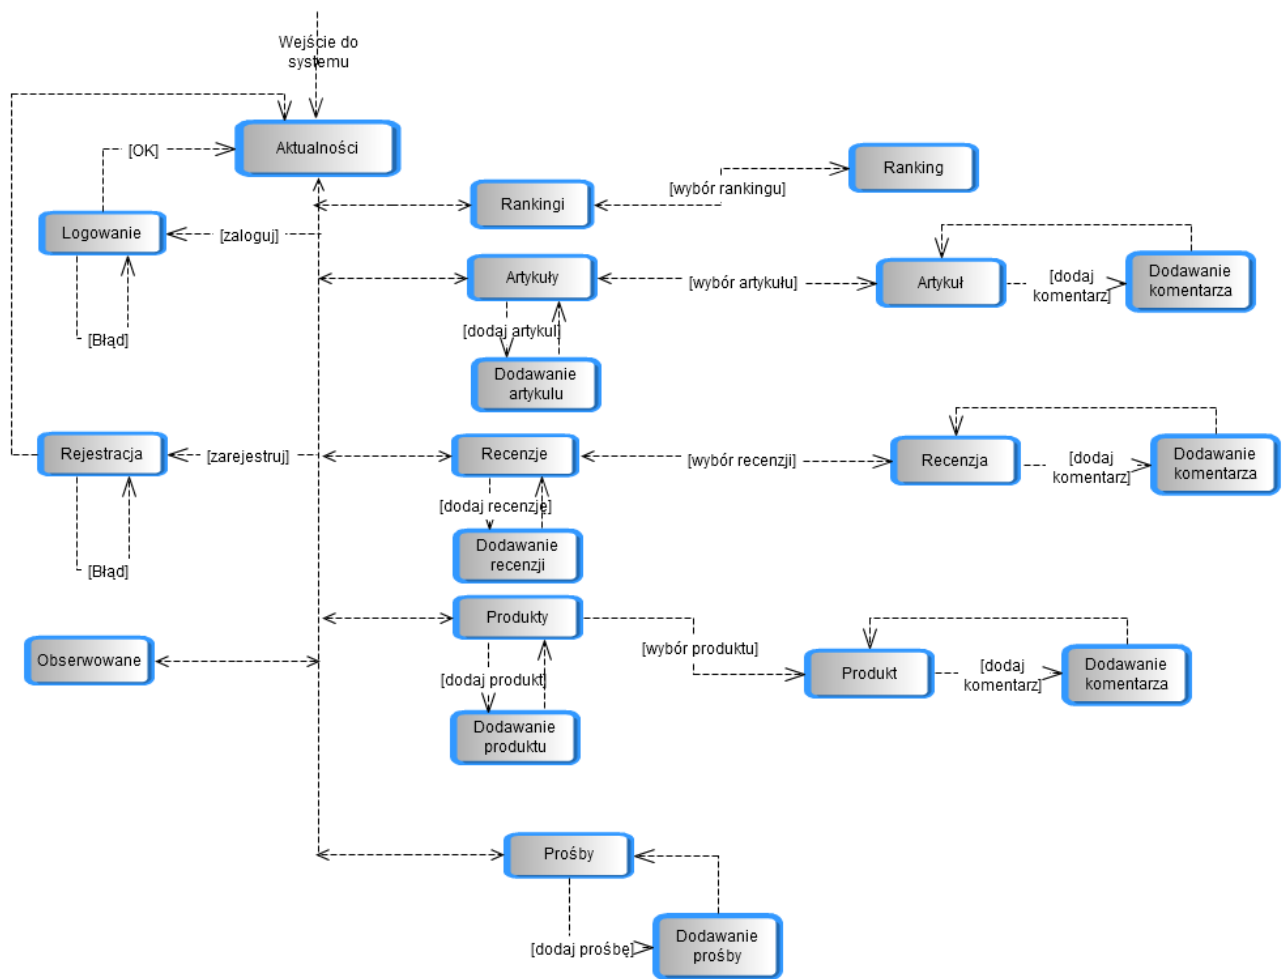 Wejście do
systemu
Aktualności
[OK]
Ranking
[wybór rankingu]
Rankingi
Logowanie
[zaloguj]
Artykuły
[wybór artykułu]
Artykuł
[dodaj
komentarz]
Dodawanie
komentarza
[Błąd]
[dodaj artykuł]
Dodawanie
artykulu
Rejestracja
[zarejestruj]
Recenzje
[wybór recenzji]
Recenzja
[dodaj
komentarz]
Dodawanie
komentarza
[dodaj recenzję]
Dodawanie
recenzji
[Błąd]
Produkty
[wybór produktu]
Obserwowane
Produkt
[dodaj
komentarz]
Dodawanie
komentarza
[dodaj produkt]
Dodawanie
produktu
Prośby
[dodaj prośbę]
Dodawanie
prośby